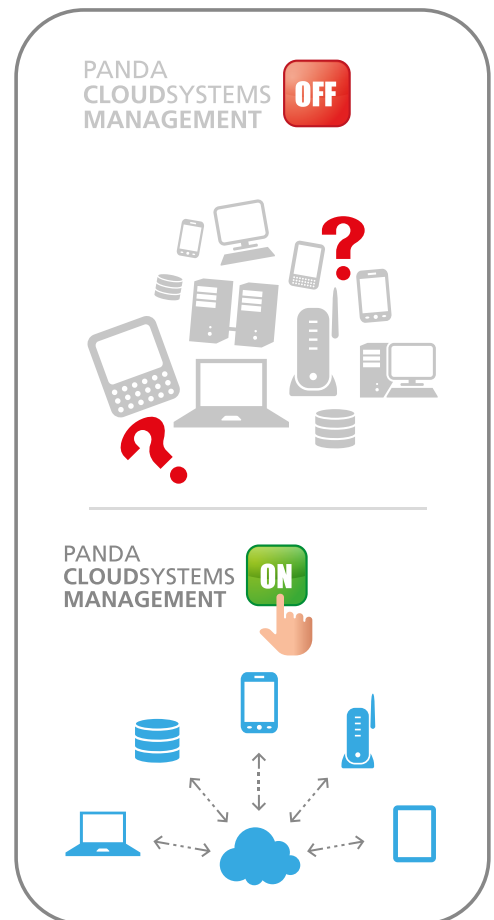 PANDA
CLOUDSYSTEMS
MANAGEMENT
OFF
?
?
PANDA
CLOUDSYSTEMS
MANAGEMENT
ON